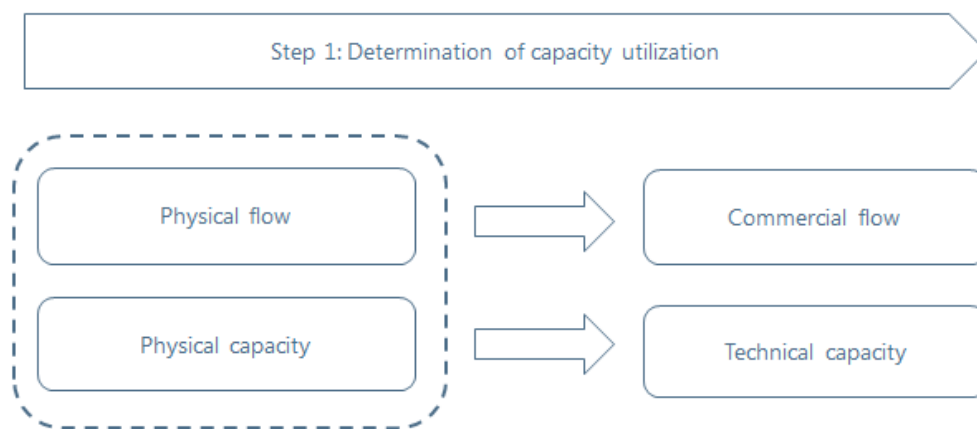 Step 1: Determination of capacity utilization
Physical flow
Commercial flow
Physical capacity
Technical capacity